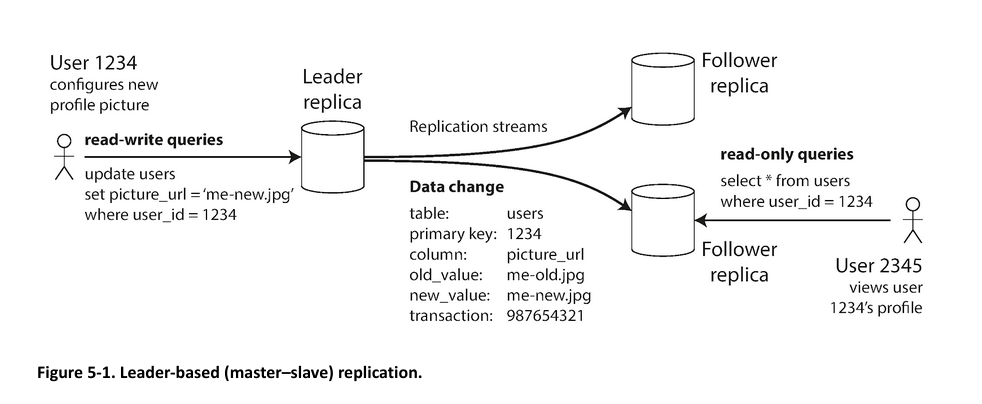 User 1234
configures new
profile picture
read-write queries
update users
set picture_url = ‘me-new.jpg’
where user_id = 1234
Leader
replica
Replication streams
Data change
table: users
primary key: 1234
column: picture_url
old_value: me-old.jpg
new_value: me-new.jpg
transaction: 987654321
Follower
replica
read-only queries
select * from users
where user_id = 1234
Follower
replica
User 2345
views user
1234’s profile
Figure 5-1. Leader-based (master–slave) replication.